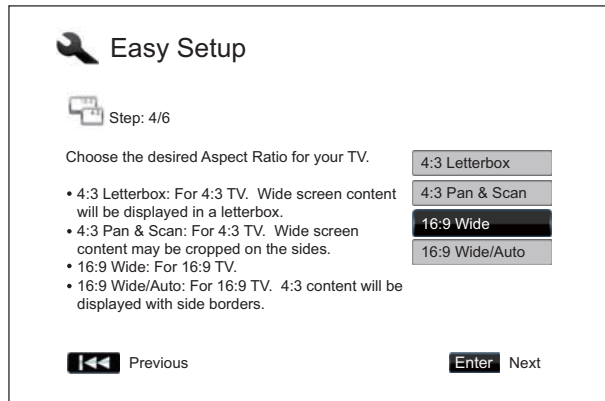 Easy Setup
Step: 4/6
Choose the desired Aspect Ratio for your TV.
• 4:3 Letterbox: For 4:3 TV. Wide screen content
will be displayed in a letterbox.
• 4:3 Pan & Scan: For 4:3 TV. Wide screen
content may be cropped on the sides.
• 16:9 Wide: For 16:9 TV.
• 16:9 Wide/Auto: For 16:9 TV. 4:3 content will be
displayed with side borders.
4:3 Letterbox
4:3 Pan & Scan
16:9 Wide
16:9 Wide/Auto
Previous
Enter Next